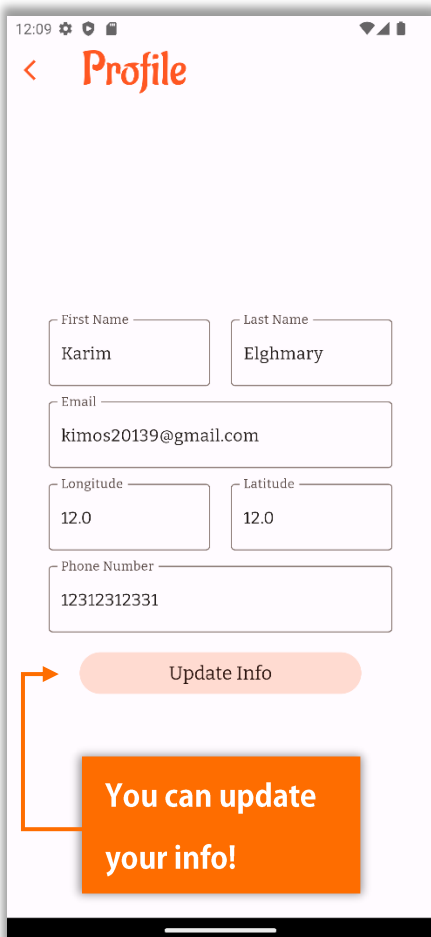 12:09
Profile
First Name
Last Name
Karim
Elghmary
Email
kimos20139@gmail.com
Longitude
Latitude
12.0
12.0
Phone Number
12312312331
Update Info
You can update
your info!